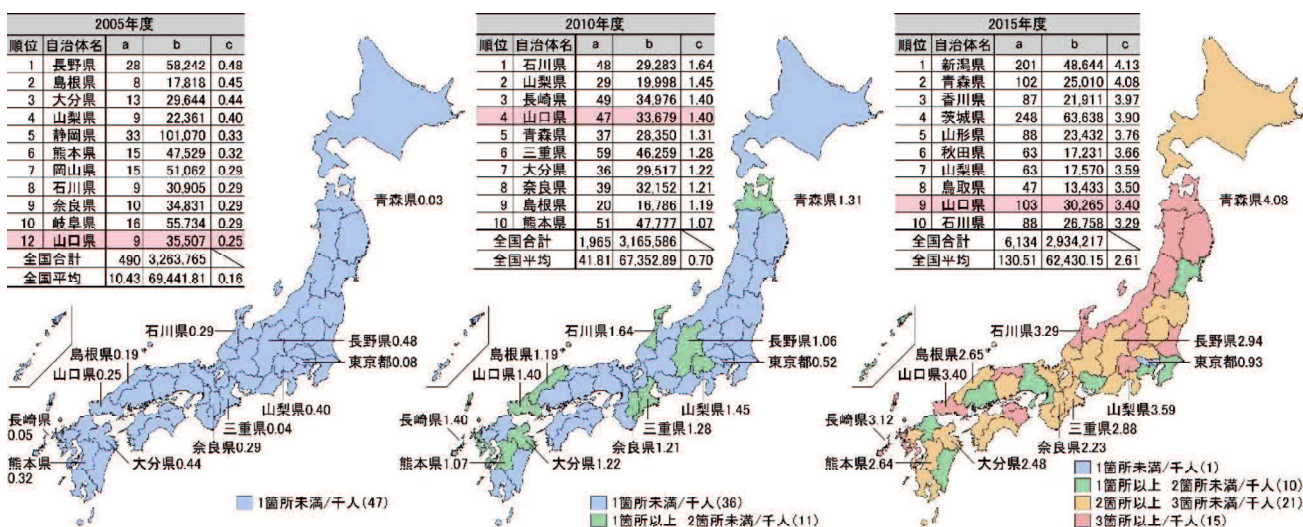 2005年度
順位 自治体名 a b c
1 長野県 28 58,242 0.48
2 島根県 8 17,818 0.45
3 大分県 13 29,644 0.44
4 山梨県 9 22,361 0.40
5 静岡県 33 101,070 0.33
6 熊本県 15 47,529 0.32
7 岡山県 15 51,062 0.29
8 石川県 9 30,905 0.29
9 奈良県 10 34,831 0.29
10 岐阜県 16 55,734 0.29
12 山口県 9 35,507 0.25
全国合計 490 3,263,765
全国平均 10.43 69,441.81 0.16
青森県0.03
石川県0.29
長野県0.48
島根県0.19
東京都0.08
山口県0.25
山梨県0.40
長崎県
0.05
三重県0.04
奈良県0.29
熊本県
0.32
大分県0.44
1箇所未満/千人(47)
2010年度
順位 自治体名 a b c
1 石川県 48 29,283 1.64
2 山梨県 29 19,998 1.45
3 長崎県 49 34,976 1.40
4 山口県 47 33,679 1.40
5 青森県 37 28,350 1.31
6 三重県 59 46,259 1.28
7 大分県 36 29,517 1.22
8 奈良県 39 32,152 1.21
9 島根県 20 16,786 1.19
10 熊本県 51 47,777 1.07
全国合計 1,965 3,165,586
全国平均 41.81 67,352.89 0.70
青森県1.31
石川県1.64
長野県1.06
島根県1.19
東京都0.52
山口県1.40
山梨県1.45
長崎県1.40
三重県1.28
奈良県1.21
熊本県1.07
大分県1.22
1箇所未満/千人(36)
1箇所以上 2箇所未満/千人(11)
2015年度
順位 自治体名 a b c
1 新潟県 201 48,644 4.13
2 青森県 102 25,010 4.08
3 香川県 87 21,911 3.97
4 茨城県 248 63,638 3.90
5 山形県 88 23,432 3.76
6 秋田県 63 17,231 3.66
7 山梨県 63 17,570 3.59
8 鳥取県 47 13,433 3.50
9 山口県 103 30,265 3.40
10 石川県 88 26,758 3.29
全国合計 6,134 2,934,217
全国平均 130.51 62,430.15 2.61
青森県4.08
石川県3.29
長野県2.94
島根県2.65
東京都0.93
山口県3.40
山梨県3.59
長崎県3.12
三重県2.88
奈良県2.23
熊本県2.64
大分県2.48
1箇所未満/千人(1)
1箇所以上 2箇所未満/千人(10)
2箇所以上 3箇所未満/千人(21)
3箇所以上/千人(15)